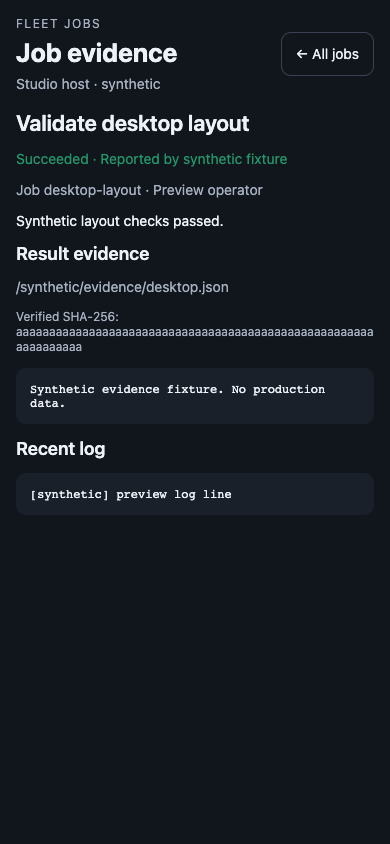 FLEET JOBS
Job evidence
← All jobs
Studio host · synthetic
Validate desktop layout
Succeeded · Reported by synthetic fixture
Job desktop-layout · Preview operator
Synthetic layout checks passed.
Result evidence
/synthetic/evidence/desktop.json
Verified SHA-256:
aaaaaaaaaaaaaaaaaaaaaaaaaaaaaaaaaaaaaaaaaaaaaaaaaaaaaa
aaaaaaaaaa
Synthetic evidence fixture. No production
data.
Recent log
[synthetic] preview log line